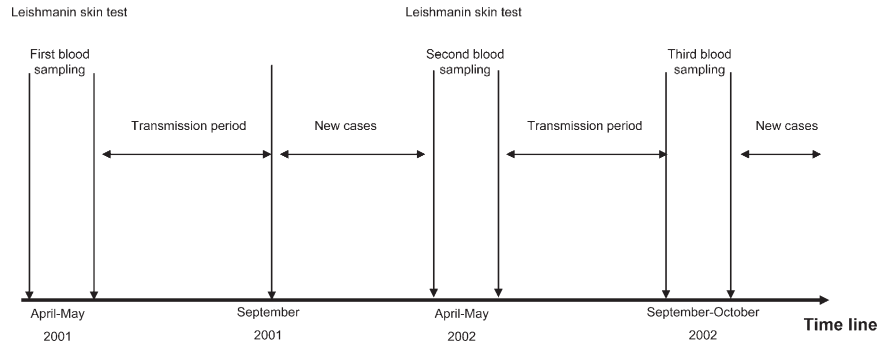 Leishmanin skin test
Leishmanin skin test
First blood
sampling
Second blood
sampling
Third blood
sampling
Transmission period
New cases
Transmission period
New cases
April-May
2001
September
2001
April-May
2002
September-October
2002
Time line